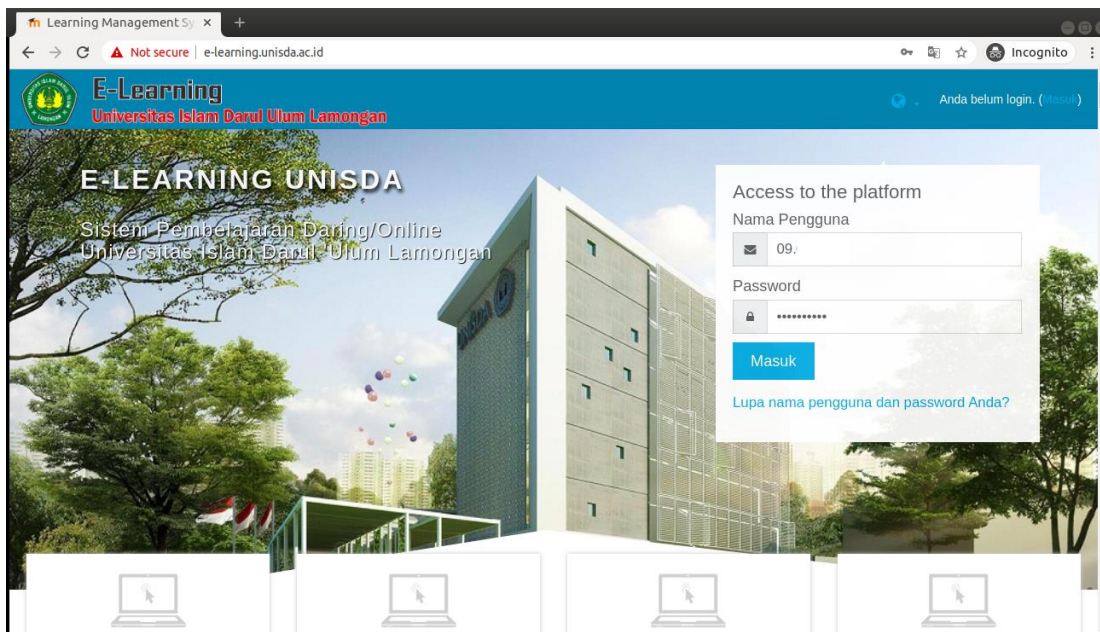 Learning Management Sy
Not secure | e-learning.unisda.ac.id
Incognito
E-Learning
Universitas Islam Darul Ulum Lamongan
Anda belum login. (Masuk)
E-LEARNING UNISDA
Sistem Pembelajaran Daring/Online
Universitas Islam Darul 'Ulum Lamongan
Access to the platform
Nama Pengguna
09.
Password
••••••••••
Masuk
Lupa nama pengguna dan password Anda?
UNISDA